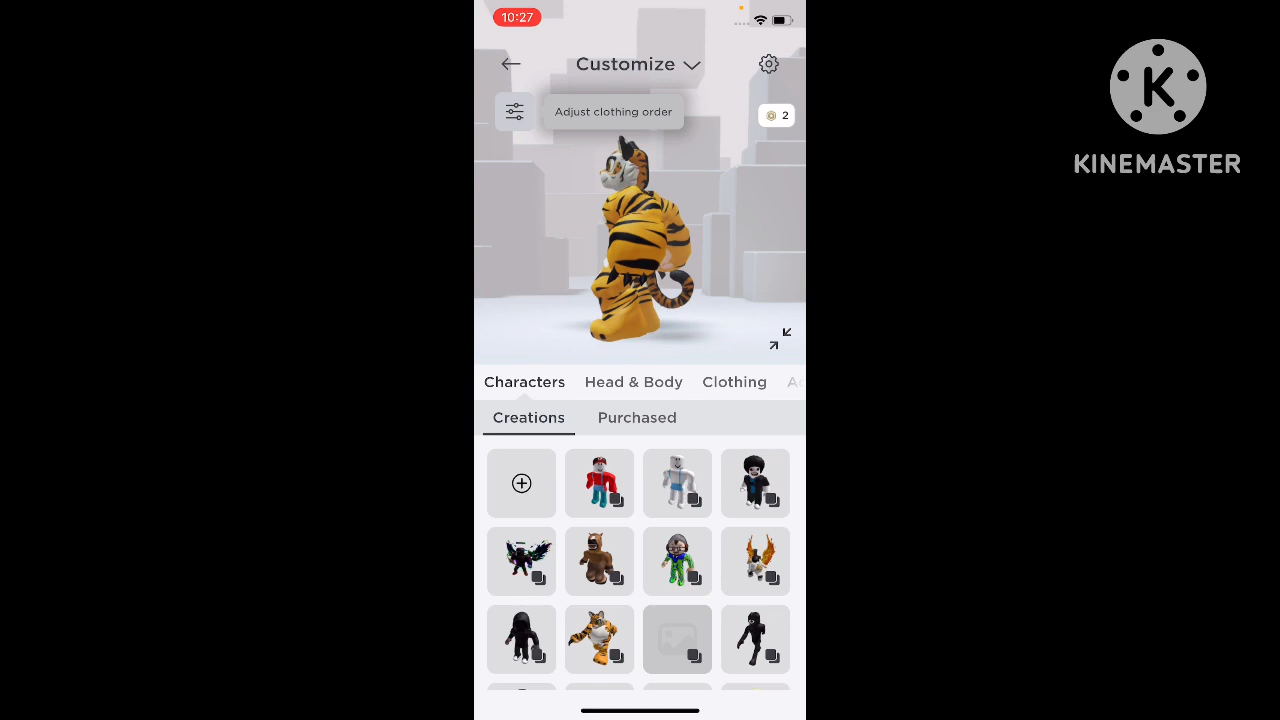 10:27
Customize
Adjust clothing order
2
KINEMASTER
Characters
Head & Body
Clothing
Creations
Purchased